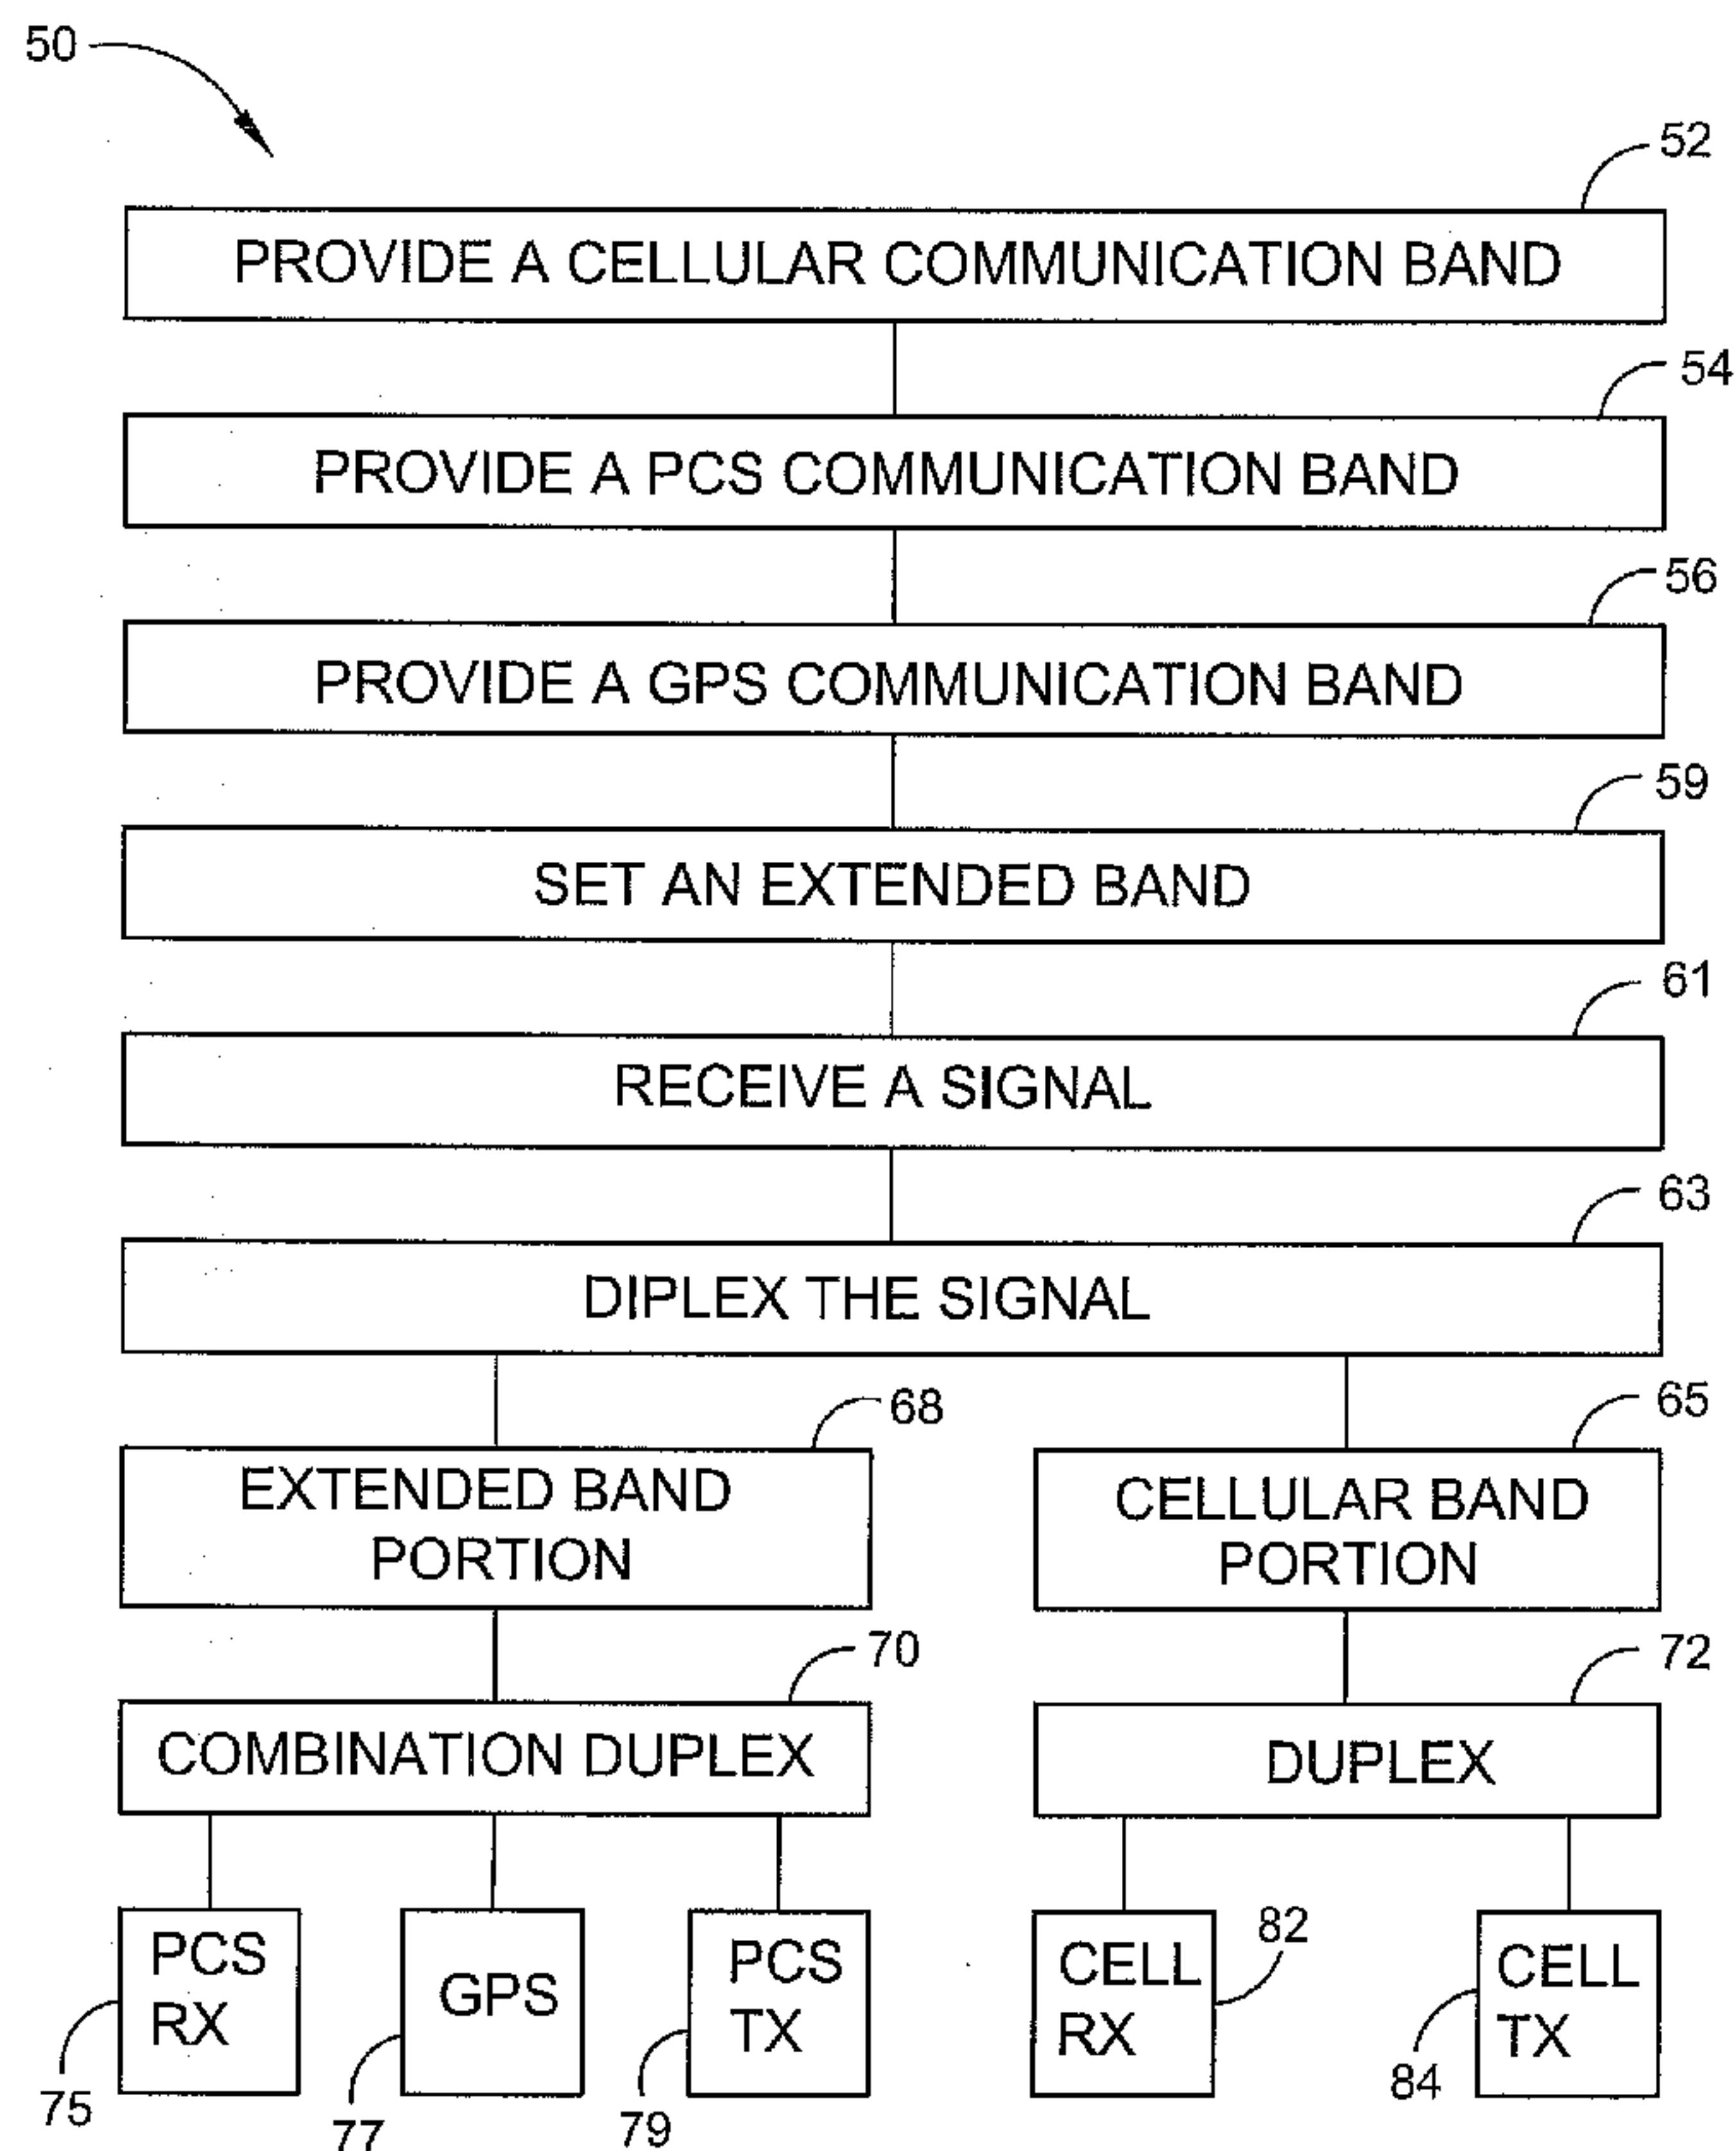 50
52
PROVIDE A CELLULAR COMMUNICATION BAND
54
PROVIDE A PCS COMMUNICATION BAND
56
PROVIDE A GPS COMMUNICATION BAND
59
SET AN EXTENDED BAND
61
RECEIVE A SIGNAL
63
DIPLEX THE SIGNAL
68
EXTENDED BAND
PORTION
65
CELLULAR BAND
PORTION
70
COMBINATION DUPLEX
72
DUPLEX
PCS
RX
75
GPS
77
PCS
TX
79
CELL
RX
82
CELL
TX
84